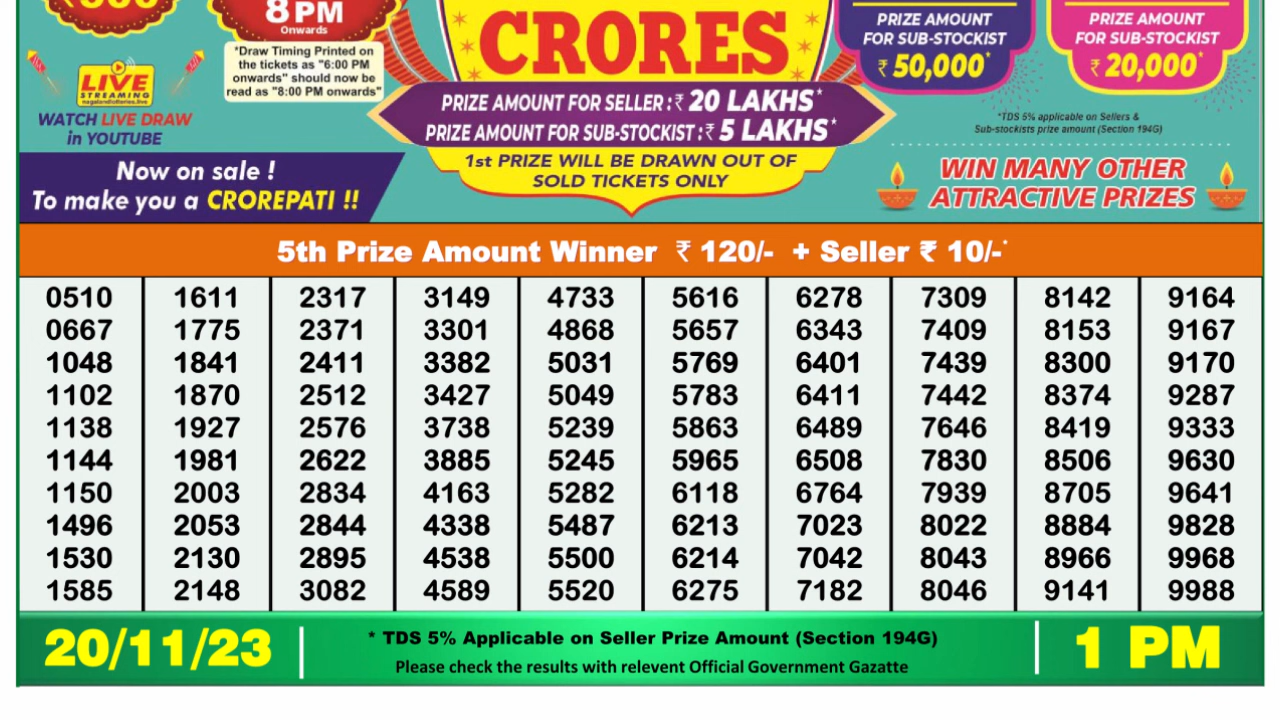 8 PM
Onwards
*Draw Timing Printed on
the tickets as "6:00 PM
onwards" should now be
read as "8:00 PM onwards"
LIVE
STREAMING
nagalandlotteries.live
WATCH LIVE DRAW
in YOUTUBE
Now on sale !
To make you a CROREPATI !!
CRORES
PRIZE AMOUNT FOR SELLER :₹ 20 LAKHS*
PRIZE AMOUNT FOR SUB-STOCKIST :₹ 5 LAKHS*
1st PRIZE WILL BE DRAWN OUT OF
SOLD TICKETS ONLY
PRIZE AMOUNT
FOR SUB-STOCKIST
₹ 50,000*
PRIZE AMOUNT
FOR SUB-STOCKIST
₹ 20,000*
*TDS 5% applicable on Sellers &
Sub-stockists prize amount (Section 194G)
WIN MANY OTHER
ATTRACTIVE PRIZES
5th Prize Amount Winner ₹ 120/- + Seller ₹ 10/-*
0510 1611 2317 3149 4733 5616 6278 7309 8142 9164
0667 1775 2371 3301 4868 5657 6343 7409 8153 9167
1048 1841 2411 3382 5031 5769 6401 7439 8300 9170
1102 1870 2512 3427 5049 5783 6411 7442 8374 9287
1138 1927 2576 3738 5239 5863 6489 7646 8419 9333
1144 1981 2622 3885 5245 5965 6508 7830 8506 9630
1150 2003 2834 4163 5282 6118 6764 7939 8705 9641
1496 2053 2844 4338 5487 6213 7023 8022 8884 9828
1530 2130 2895 4538 5500 6214 7042 8043 8966 9968
1585 2148 3082 4589 5520 6275 7182 8046 9141 9988
20/11/23
* TDS 5% Applicable on Seller Prize Amount (Section 194G)
Please check the results with relevent Official Government Gazatte
1 PM